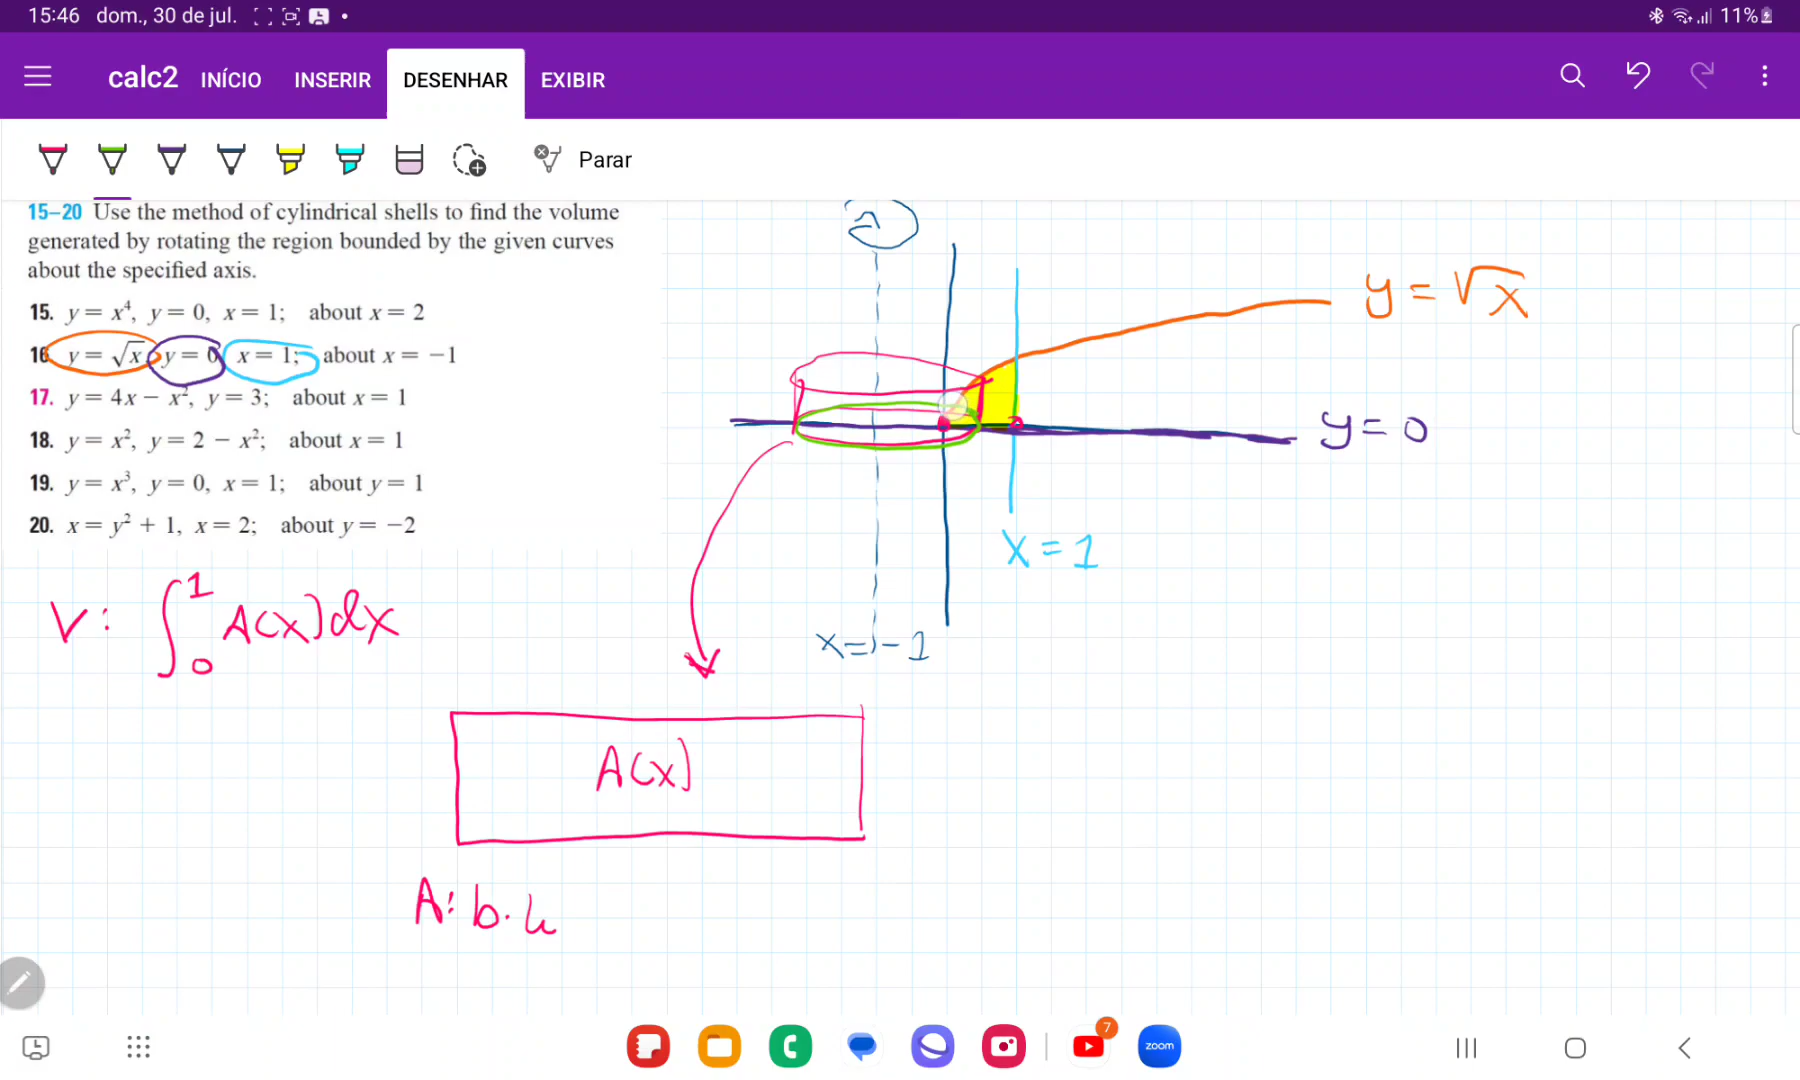 15:46 dom., 30 de jul.
11%
calc2 INÍCIO INSERIR DESENHAR EXIBIR
Parar
15–20 Use the method of cylindrical shells to find the volume
generated by rotating the region bounded by the given curves
about the specified axis.
15. y = x⁴, y = 0, x = 1; about x = 2
16 y = √x, y = 0 x = 1; about x = −1
17. y = 4x − x², y = 3; about x = 1
18. y = x², y = 2 − x²; about x = 1
19. y = x³, y = 0, x = 1; about y = 1
20. x = y² + 1, x = 2; about y = −2
y = √x
y = 0
x = 1
x = -1
V: ∫₀¹ A(x) dx
A(x)
A: b.h
7
zoom